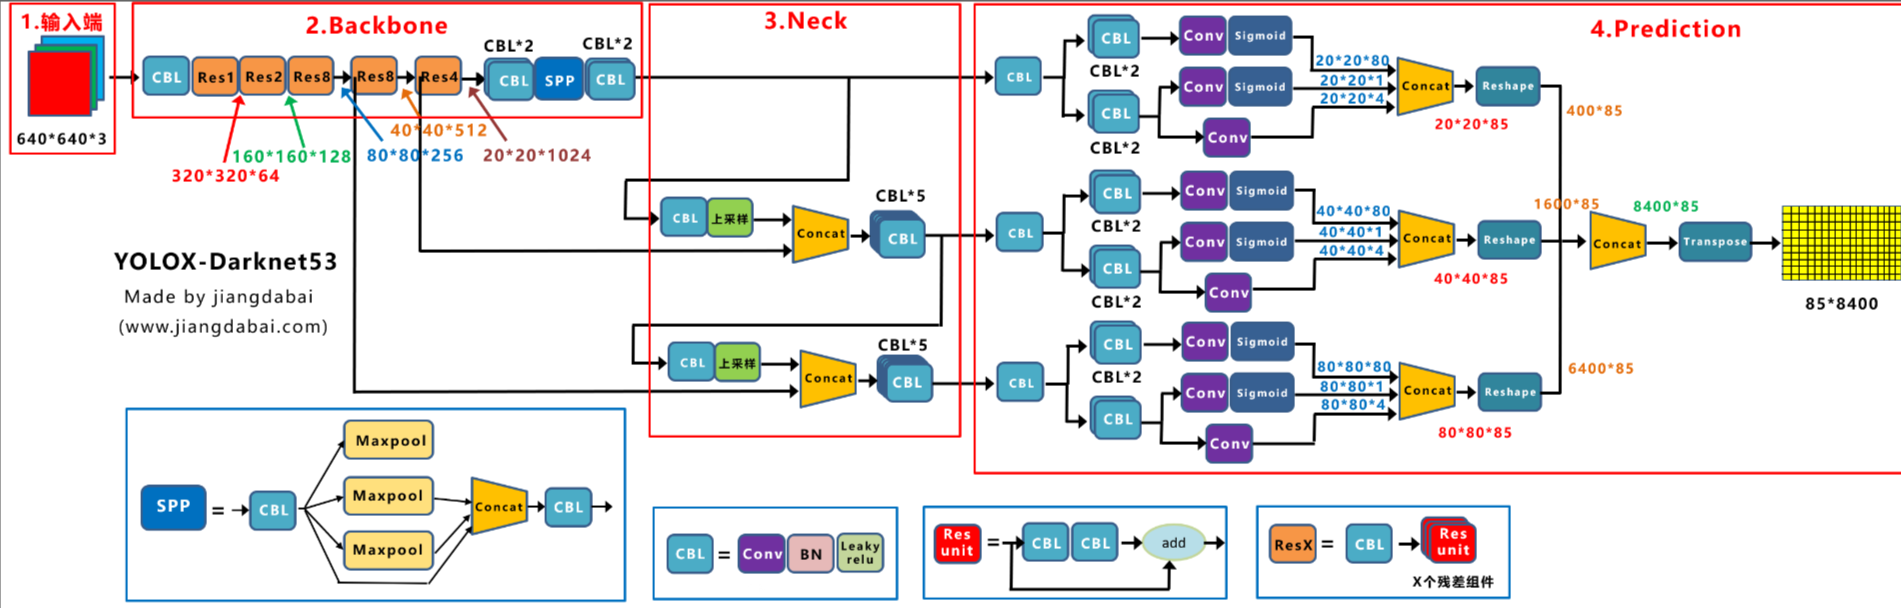 1.输入端
640*640*3
2.Backbone
CBL*2
CBL*2
CBL
Res1
Res2
Res8
Res8
Res4
CBL
SPP
CBL
320*320*64
160*160*128
80*80*256
40*40*512
20*20*1024
YOLOX-Darknet53
Made by jiangdabai
(www.jiangdabai.com)
3.Neck
CBL
上采样
Concat
CBL*5
CBL
CBL
上采样
Concat
CBL*5
CBL
4.Prediction
CBL
CBL
CBL*2
CBL
CBL*2
Conv
Sigmoid
Conv
Sigmoid
Conv
20*20*80
20*20*1
20*20*4
Concat
20*20*85
Reshape
400*85
CBL
CBL
CBL*2
CBL
CBL*2
Conv
Sigmoid
Conv
Sigmoid
Conv
40*40*80
40*40*1
40*40*4
Concat
40*40*85
Reshape
1600*85
CBL
CBL
CBL*2
CBL
Conv
Sigmoid
Conv
Sigmoid
Conv
80*80*80
80*80*1
80*80*4
Concat
80*80*85
Reshape
6400*85
Concat
8400*85
Transpose
85*8400
SPP
=
CBL
Maxpool
Maxpool
Maxpool
Concat
CBL
CBL
=
Conv
BN
Leaky
relu
Res
unit
=
CBL
CBL
add
ResX
=
CBL
Res
unit
X个残差组件